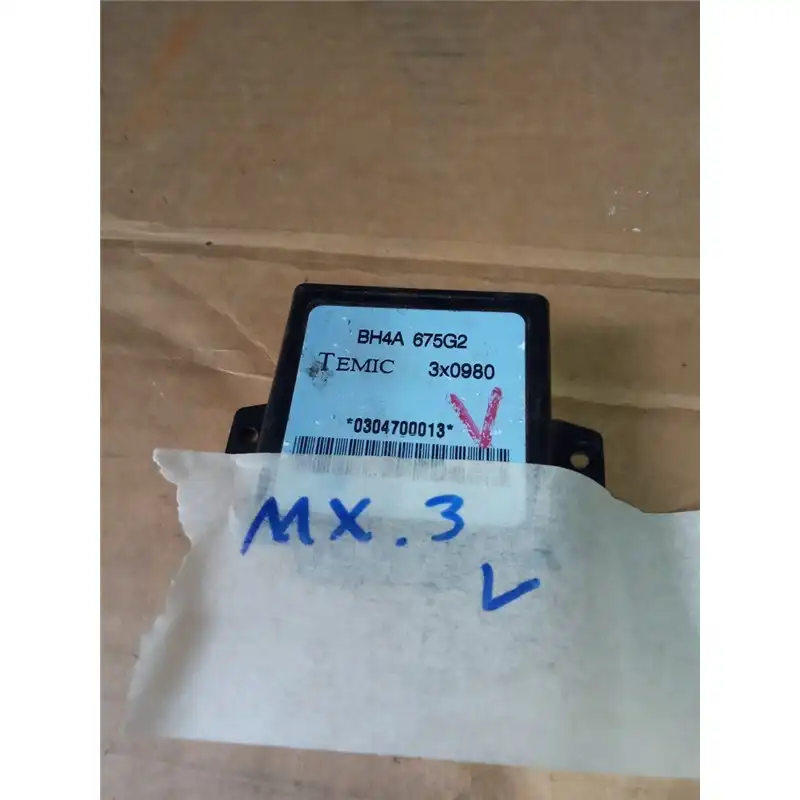 BH4A 675G2
TEMIC 3x0980
*0304700013*
MX.3